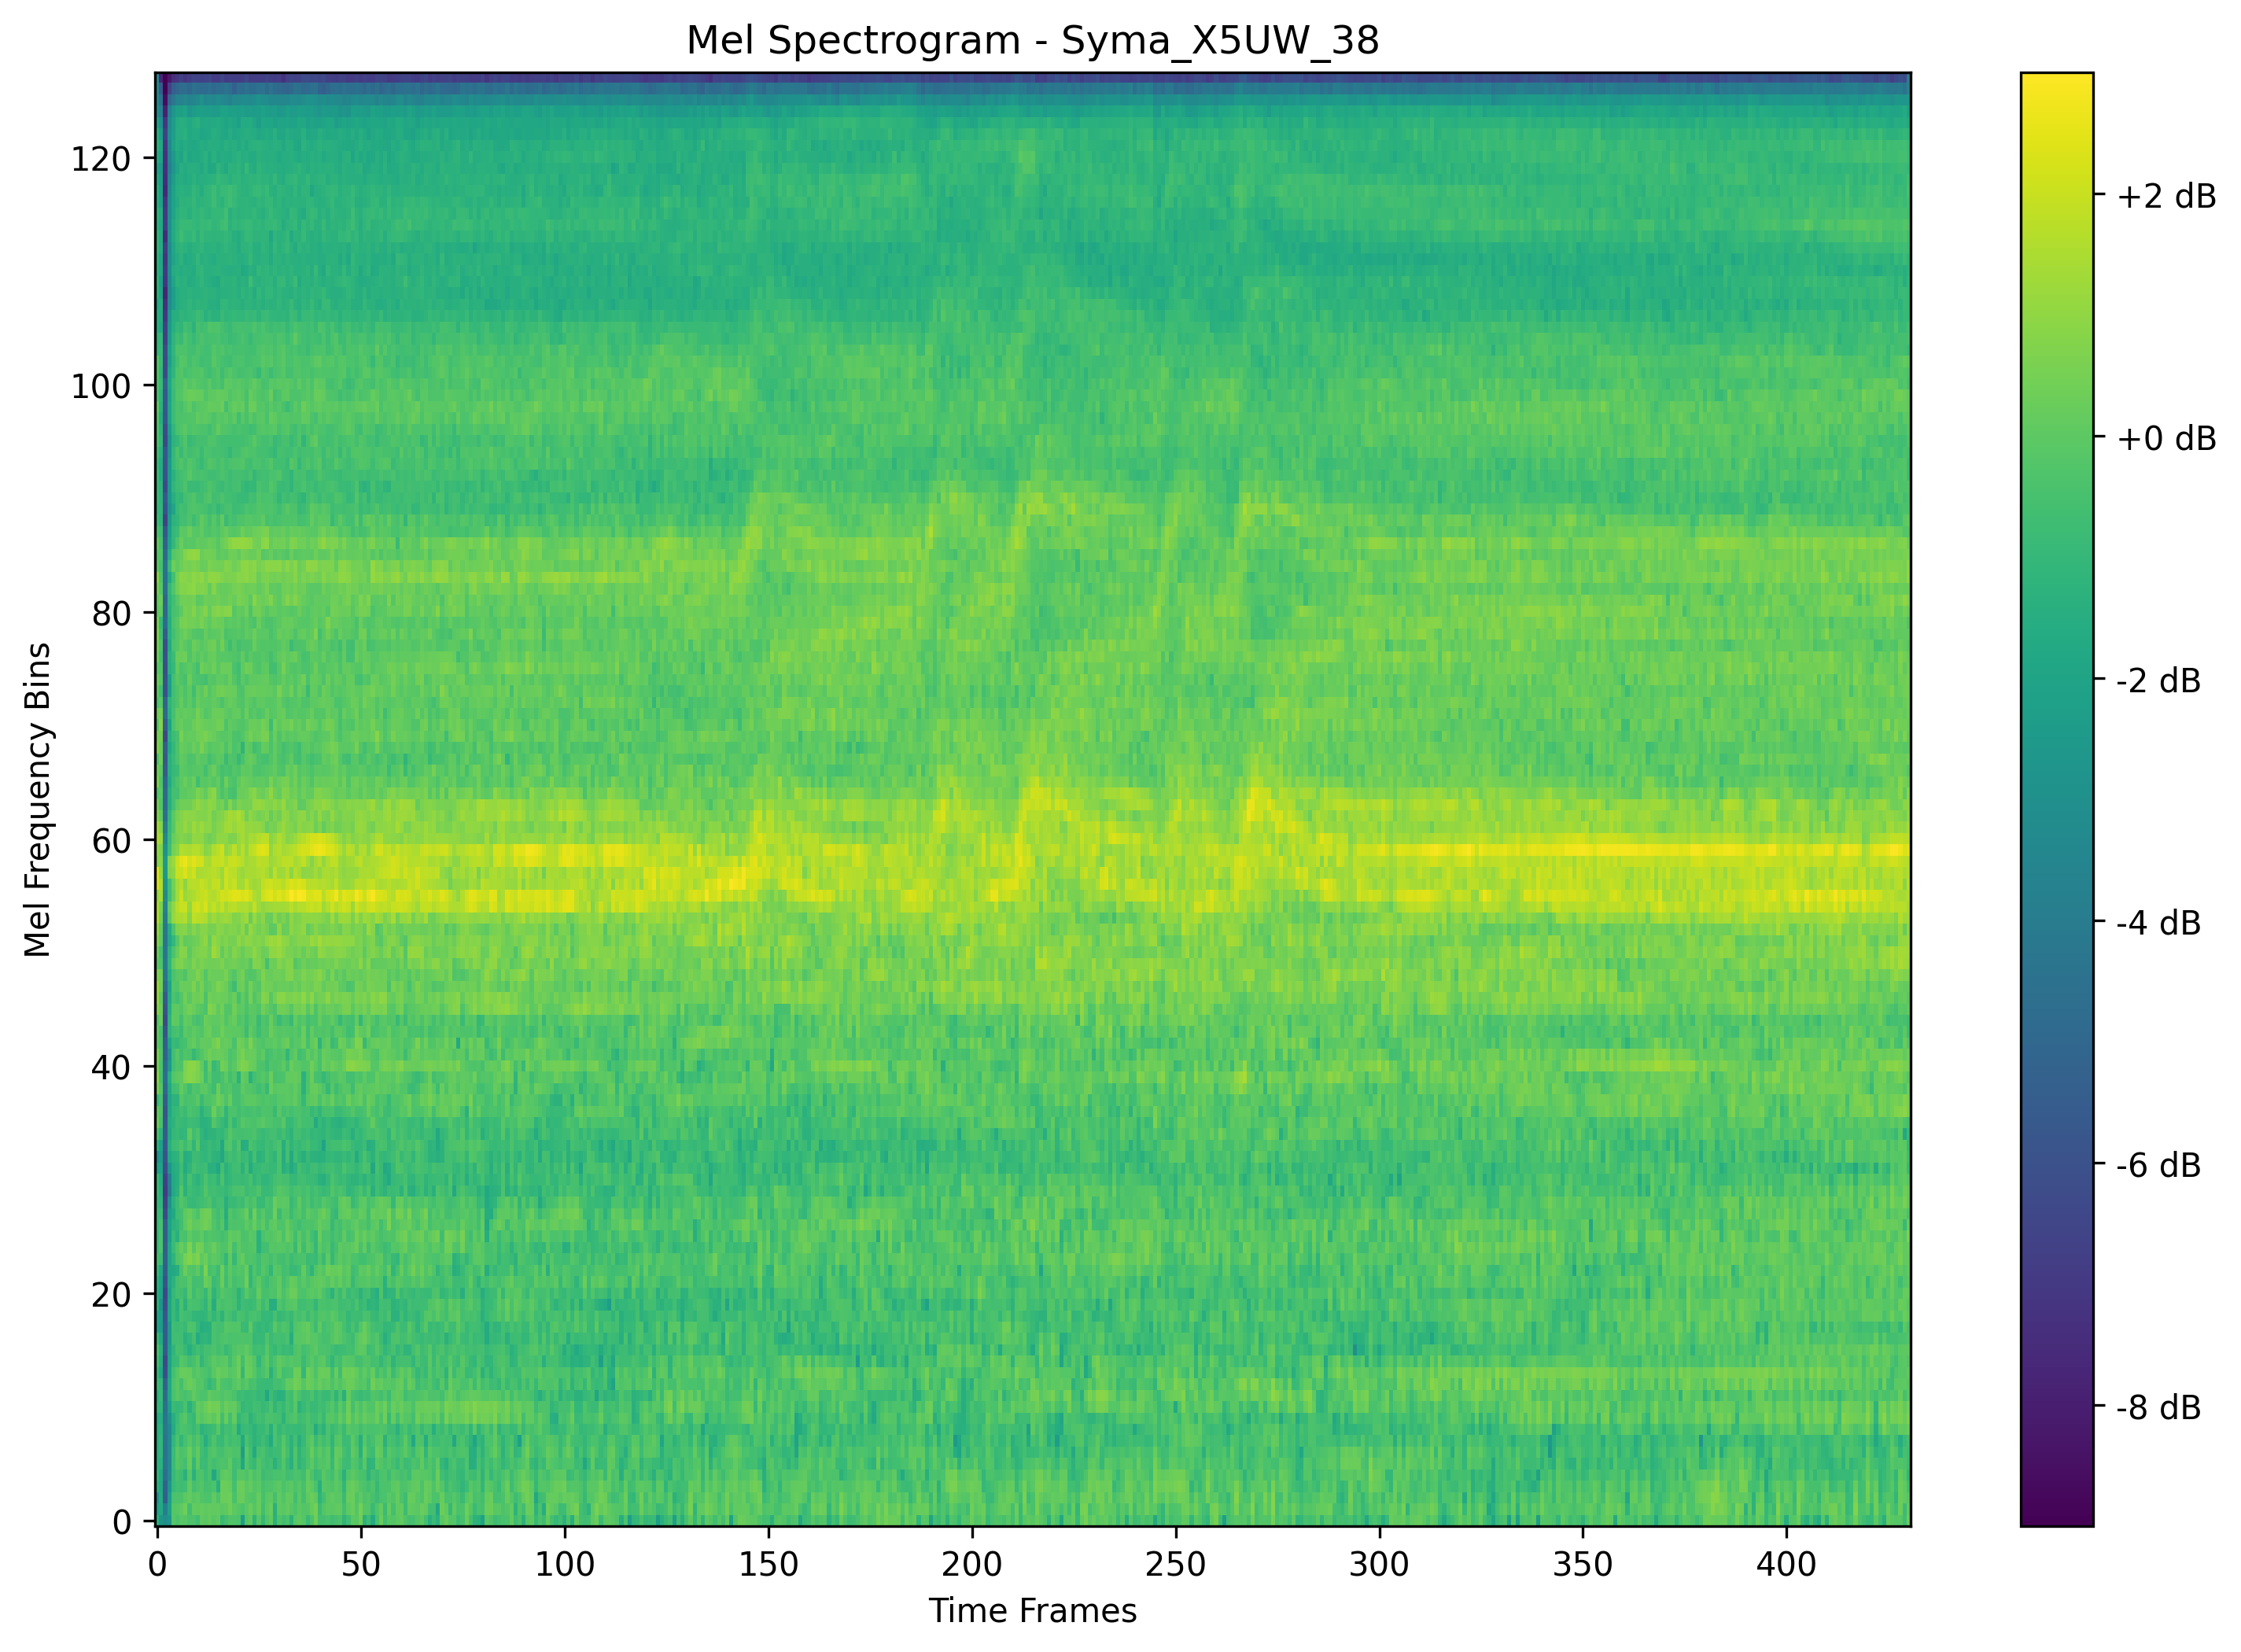 Mel Spectrogram - Syma_X5UW_38
Mel Frequency Bins
120
100
80
60
40
20
0
0 50 100 150 200 250 300 350 400
Time Frames
+2 dB
+0 dB
-2 dB
-4 dB
-6 dB
-8 dB